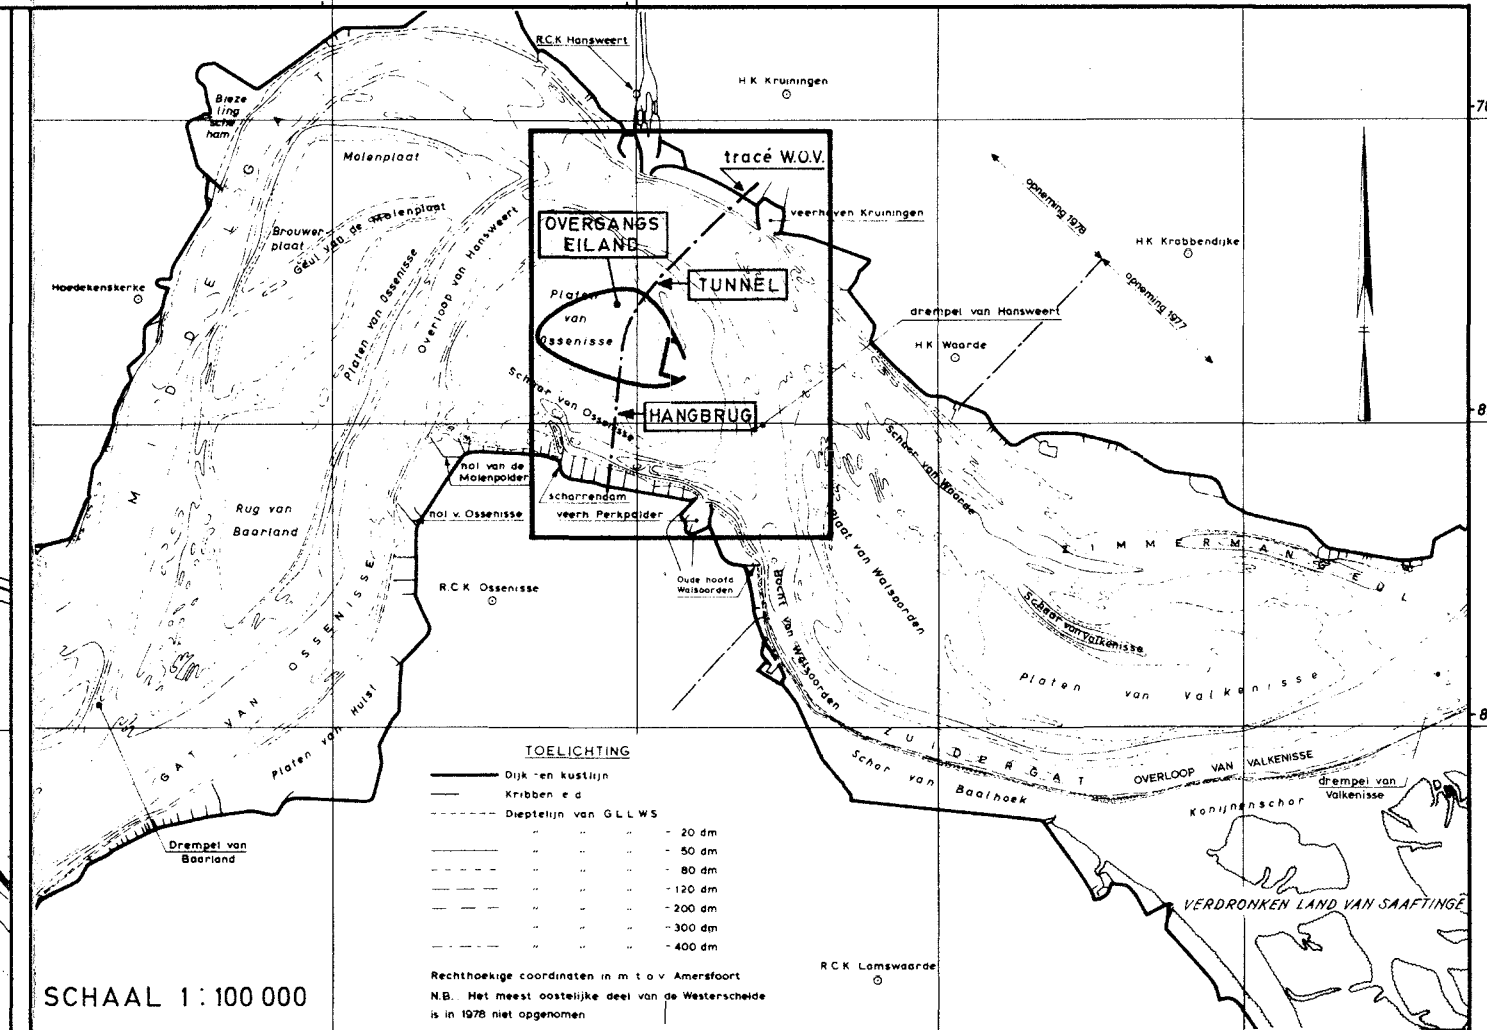 R.C.K Hansweert
H K Kruiningen
Bieze
ling
sche
ham
Molenplaat
tracé W.O.V.
veerhaven Kruiningen
OVERGANGS
EILAND
Brouwer
plaat
Geul van de Molenplaat
Platen van Ossenisse
Overloop van Hansweert
opneming 1978
H K Krabbendijke
opneming 1977
Hoedekenskerke
TUNNEL
Platen
van
Ossenisse
drempel van Hansweert
H K Waarde
MIDDELGAT
Schaar van Ossenisse
HANGBRUG
Schaar van Waarde
nol van de
Molenpolder
scharrendam
nol v. Ossenisse
veerh Perkpolder
Rug van
Baarland
Plaat van Walsoorden
ZIMMERMANGEUL
R.C.K Ossenisse
Oude hoofd
Walsoorden
Bocht van Walsoorden
Schaar van Valkenisse
GAT VAN OSSENISSE
Platen van Hulst
Platen van Valkenisse
ZUIDERGAT
OVERLOOP VAN VALKENISSE
Schor van Baalhoek
drempel van
Valkenisse
Konijnenschor
Drempel van
Baarland
VERDRONKEN LAND VAN SAAFTINGE
TOELICHTING
Dijk -en kustlijn
Kribben e d
Dieptelijn van G L L W S
" " " - 20 dm
" " " - 50 dm
" " " - 80 dm
" " " - 120 dm
" " " - 200 dm
" " " - 300 dm
" " " - 400 dm
R C K Lamswaarde
Rechthoekige coordinaten in m t o v Amersfoort
N.B. Het meest oostelijke deel van de Westerschelde
is in 1978 niet opgenomen
SCHAAL 1:100 000